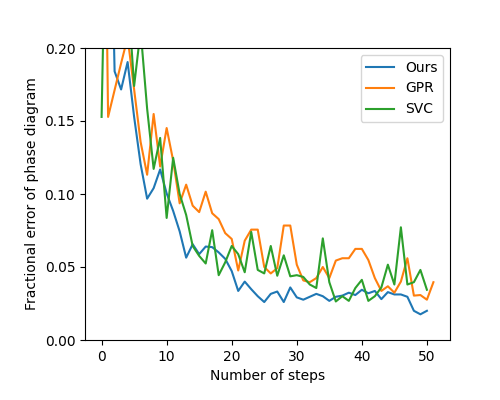 0.20
0.15
0.10
0.05
0.00
Fractional error of phase diagram
Ours
GPR
SVC
0 10 20 30 40 50
Number of steps